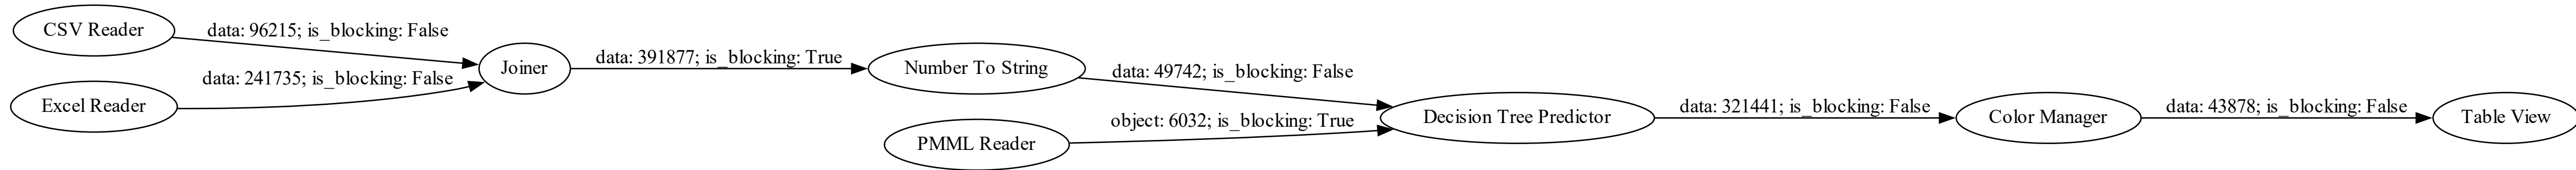 CSV Reader
data: 96215; is_blocking: False
Excel Reader
data: 241735; is_blocking: False
Joiner
data: 391877; is_blocking: True
Number To String
data: 49742; is_blocking: False
PMML Reader
object: 6032; is_blocking: True
Decision Tree Predictor
data: 321441; is_blocking: False
Color Manager
data: 43878; is_blocking: False
Table View